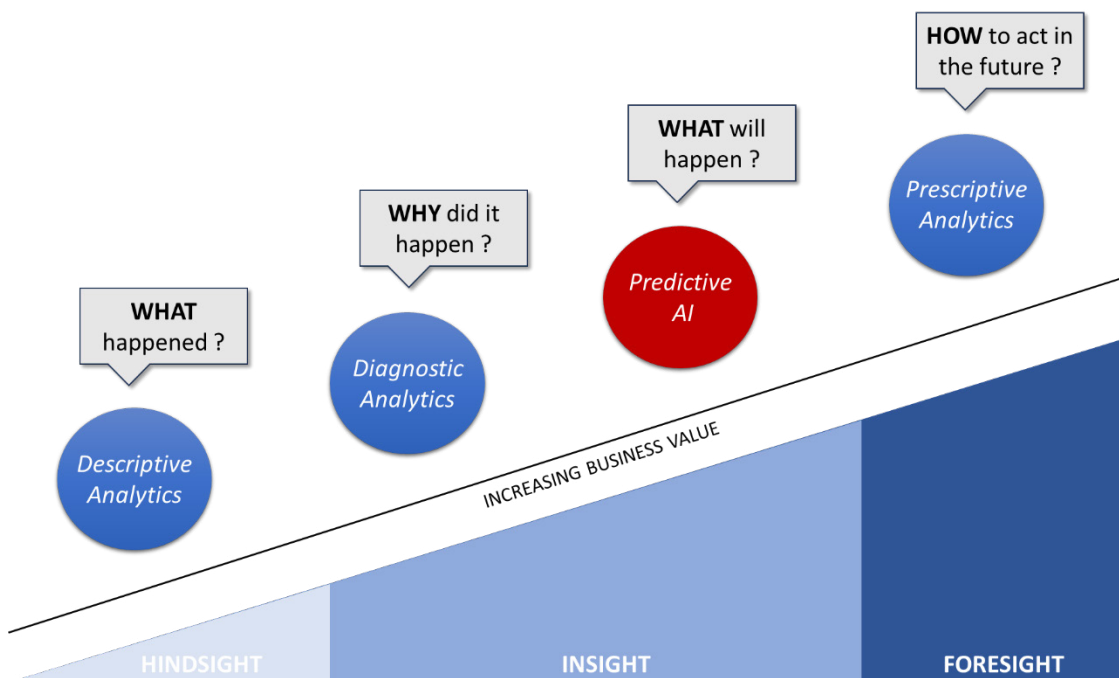 WHAT
happened ?
Descriptive
Analytics
WHY did it
happen ?
Diagnostic
Analytics
WHAT will
happen ?
Predictive
AI
HOW to act in
the future ?
Prescriptive
Analytics
INCREASING BUSINESS VALUE
HINDSIGHT
INSIGHT
FORESIGHT